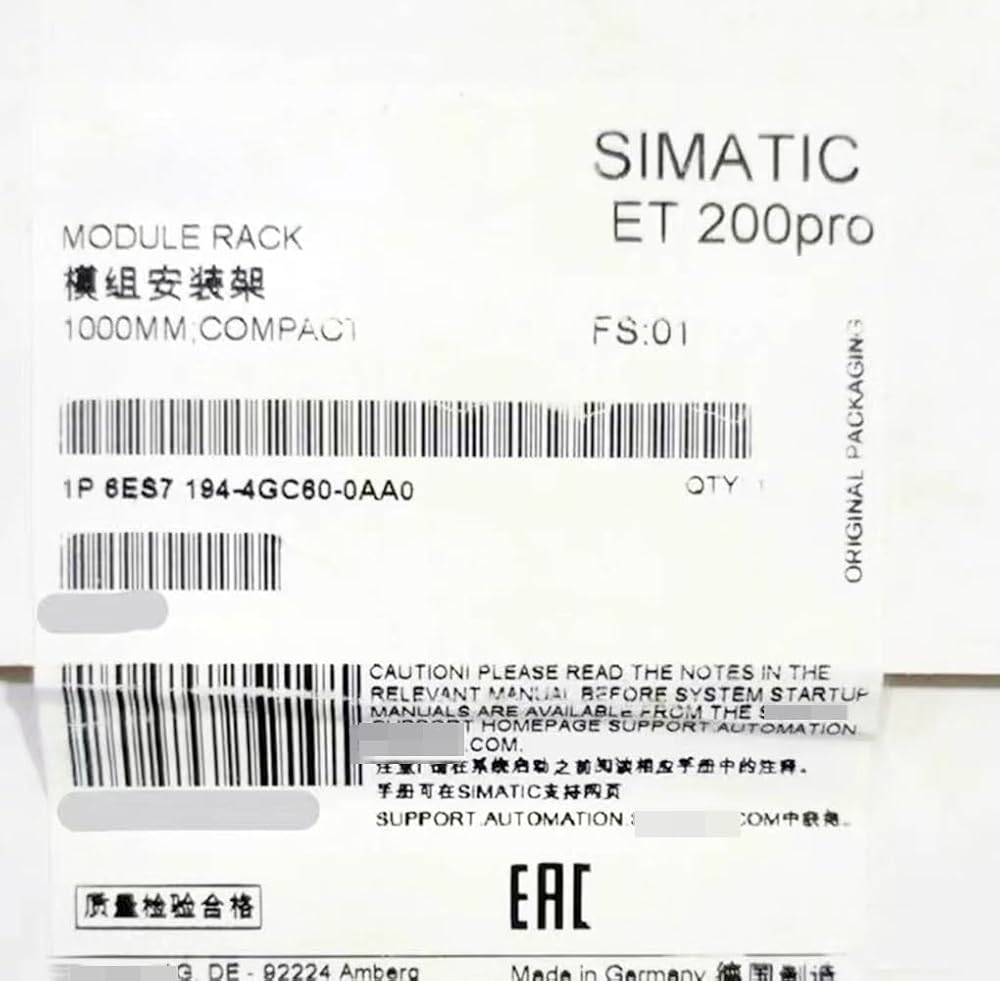 SIMATIC
ET 200pro
MODULE RACK
模组安装架
1000MM;COMPACT
FS:01
ORIGINAL PACKAGING
1P 6ES7 194-4GC60-0AA0
QTY 1
CAUTION! PLEASE READ THE NOTES IN THE
RELEVANT MANUAL BEFORE SYSTEM STARTUP
MANUALS ARE AVAILABLE FROM THE
SUPPORT HOMEPAGE SUPPORT.AUTOMATION
.COM.
注意!请在系统启动之前阅读相应手册中的注释。
手册可在SIMATIC支持网页
SUPPORT.AUTOMATION. COM中获得。
质量检验合格
EAC
G, DE - 92224 Amberg
Made in Germany 德国制造